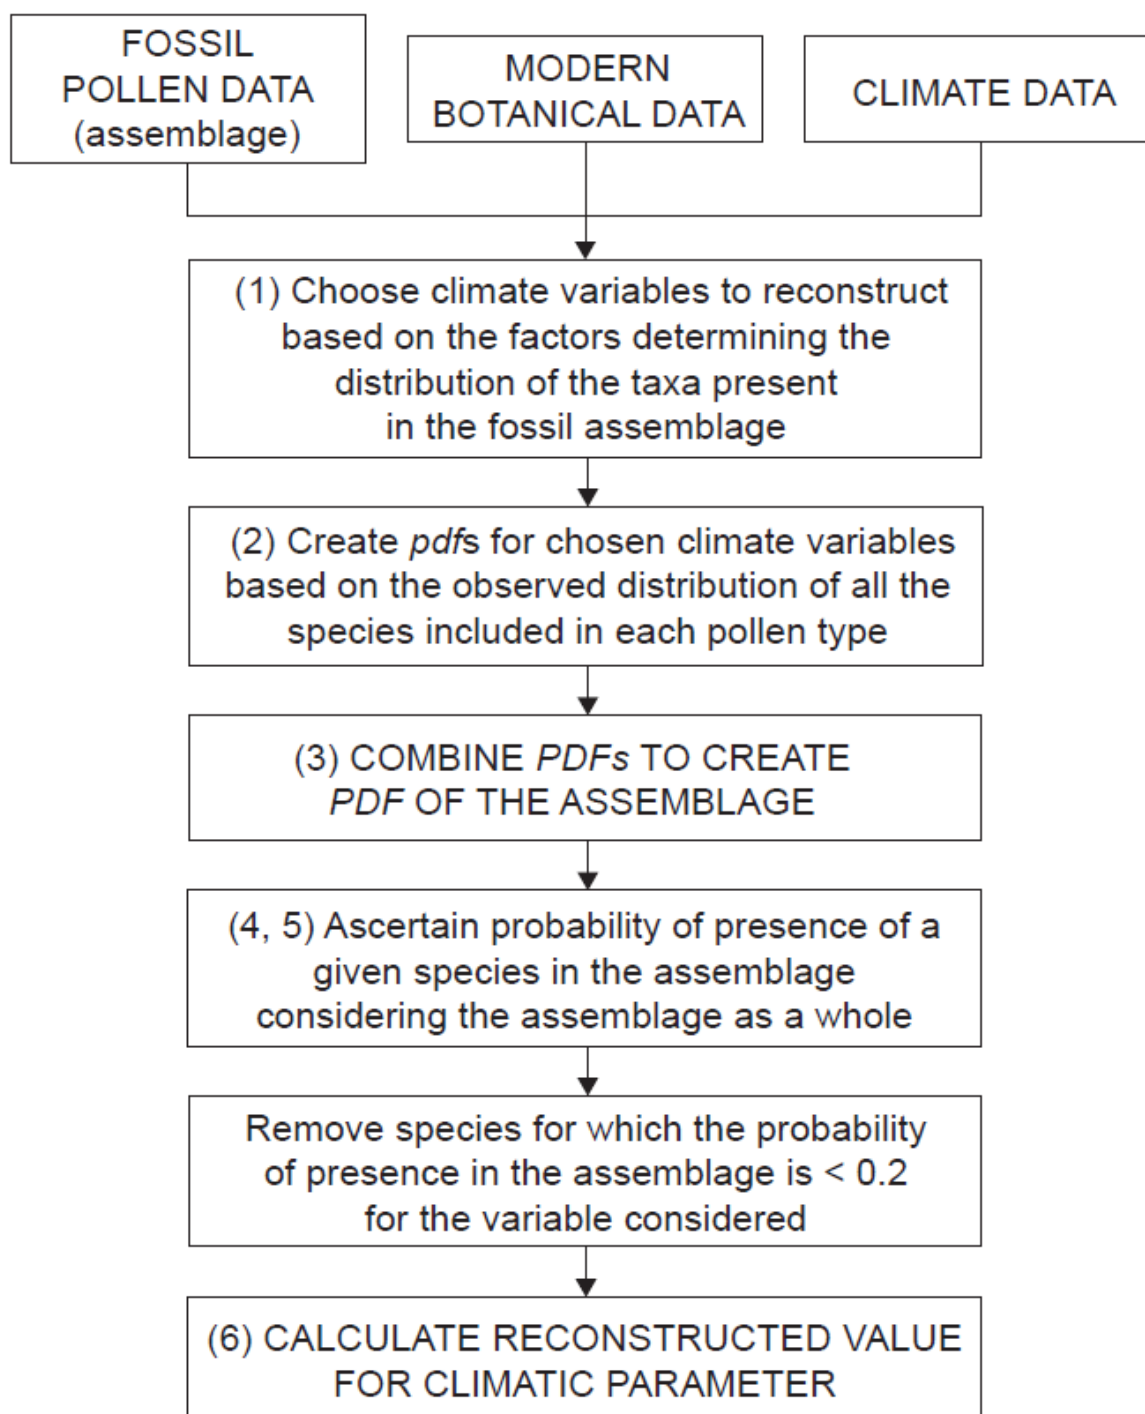 FOSSIL
POLLEN DATA
(assemblage)
MODERN
BOTANICAL DATA
CLIMATE DATA
(1) Choose climate variables to reconstruct
based on the factors determining the
distribution of the taxa present
in the fossil assemblage
(2) Create pdfs for chosen climate variables
based on the observed distribution of all the
species included in each pollen type
(3) COMBINE PDFs TO CREATE
PDF OF THE ASSEMBLAGE
(4, 5) Ascertain probability of presence of a
given species in the assemblage
considering the assemblage as a whole
Remove species for which the probability
of presence in the assemblage is < 0.2
for the variable considered
(6) CALCULATE RECONSTRUCTED VALUE
FOR CLIMATIC PARAMETER